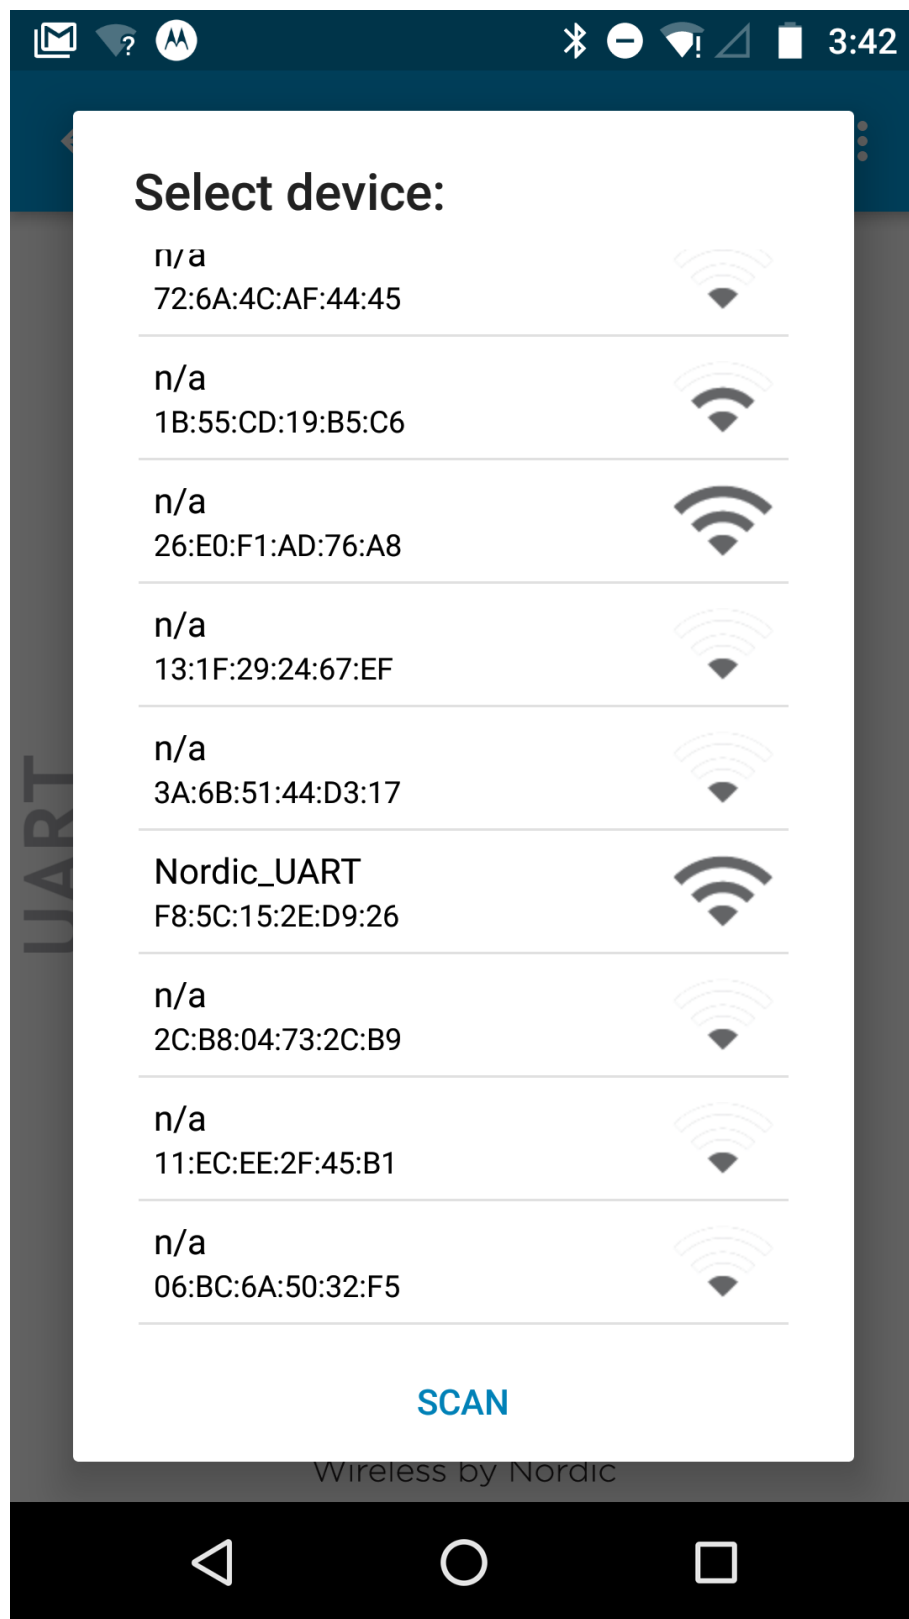 3:42
Select device:
n/a
72:6A:4C:AF:44:45
n/a
1B:55:CD:19:B5:C6
n/a
26:E0:F1:AD:76:A8
n/a
13:1F:29:24:67:EF
n/a
3A:6B:51:44:D3:17
UART
Nordic_UART
F8:5C:15:2E:D9:26
n/a
2C:B8:04:73:2C:B9
n/a
11:EC:EE:2F:45:B1
n/a
06:BC:6A:50:32:F5
SCAN
Wireless by Nordic